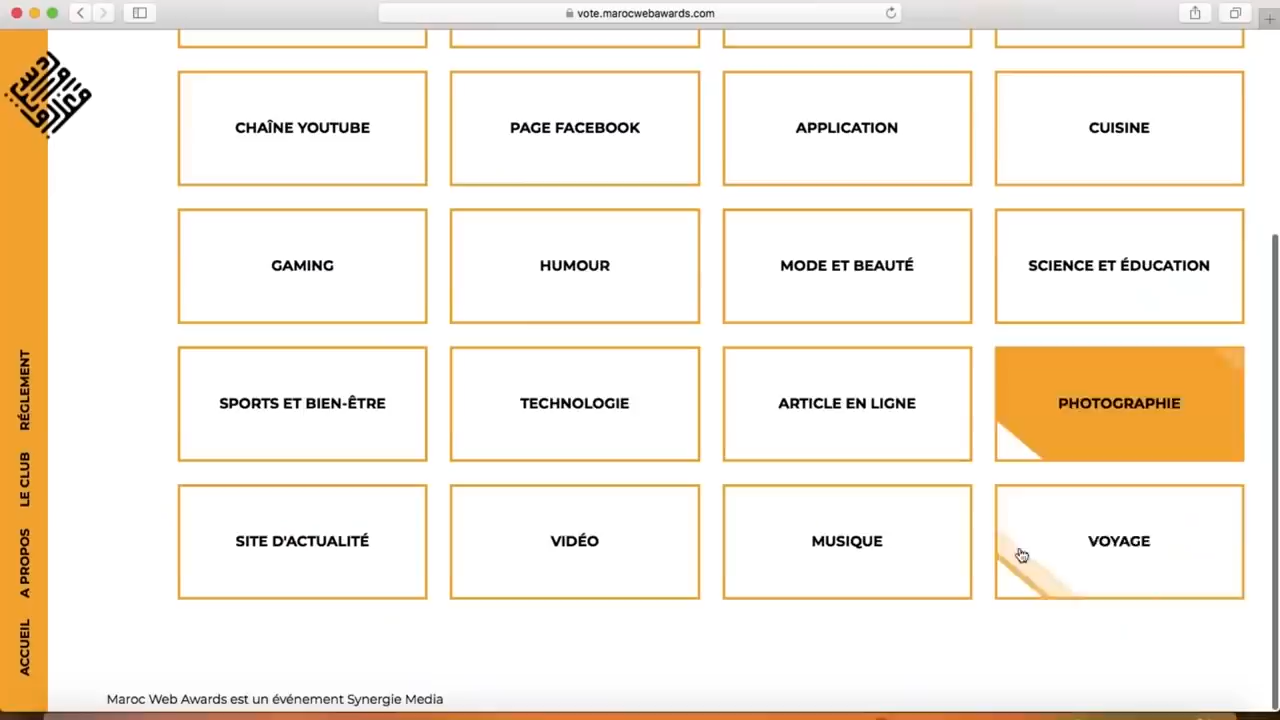 vote.marocwebawards.com
CHAÎNE YOUTUBE
PAGE FACEBOOK
APPLICATION
CUISINE
GAMING
HUMOUR
MODE ET BEAUTÉ
SCIENCE ET ÉDUCATION
SPORTS ET BIEN-ÊTRE
TECHNOLOGIE
ARTICLE EN LIGNE
PHOTOGRAPHIE
SITE D'ACTUALITÉ
VIDÉO
MUSIQUE
VOYAGE
RÉGLEMENT
LE CLUB
A PROPOS
ACCUEIL
Maroc Web Awards est un événement Synergie Media